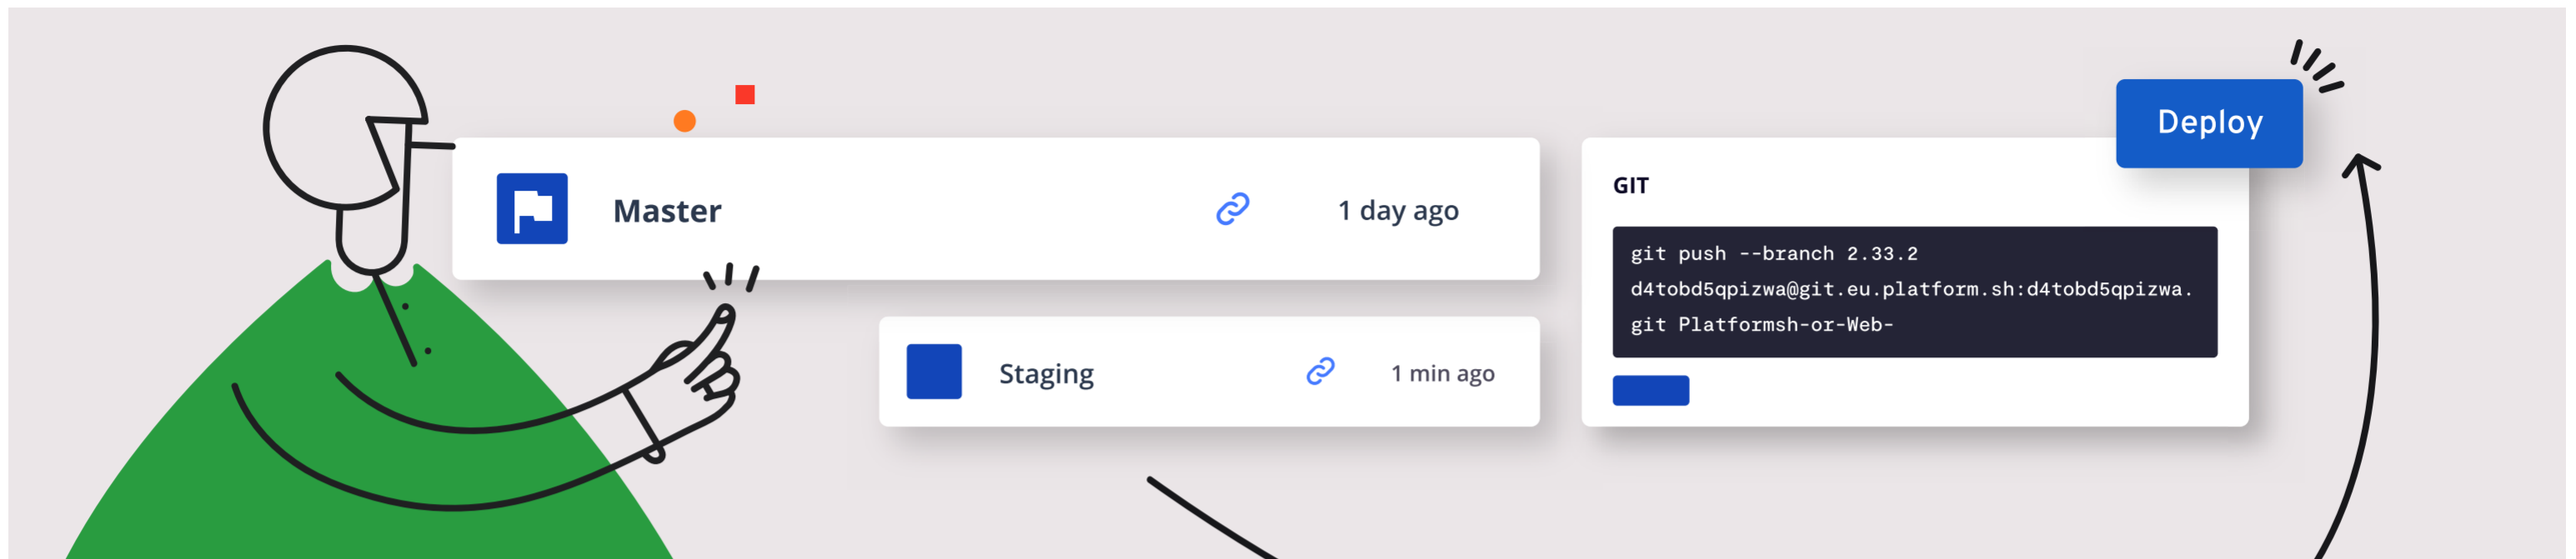 Master
1 day ago
Staging
1 min ago
Deploy
GIT
git push --branch 2.33.2
d4tobd5qpizwa@git.eu.platform.sh:d4tobd5qpizwa.
git Platformsh-or-Web-